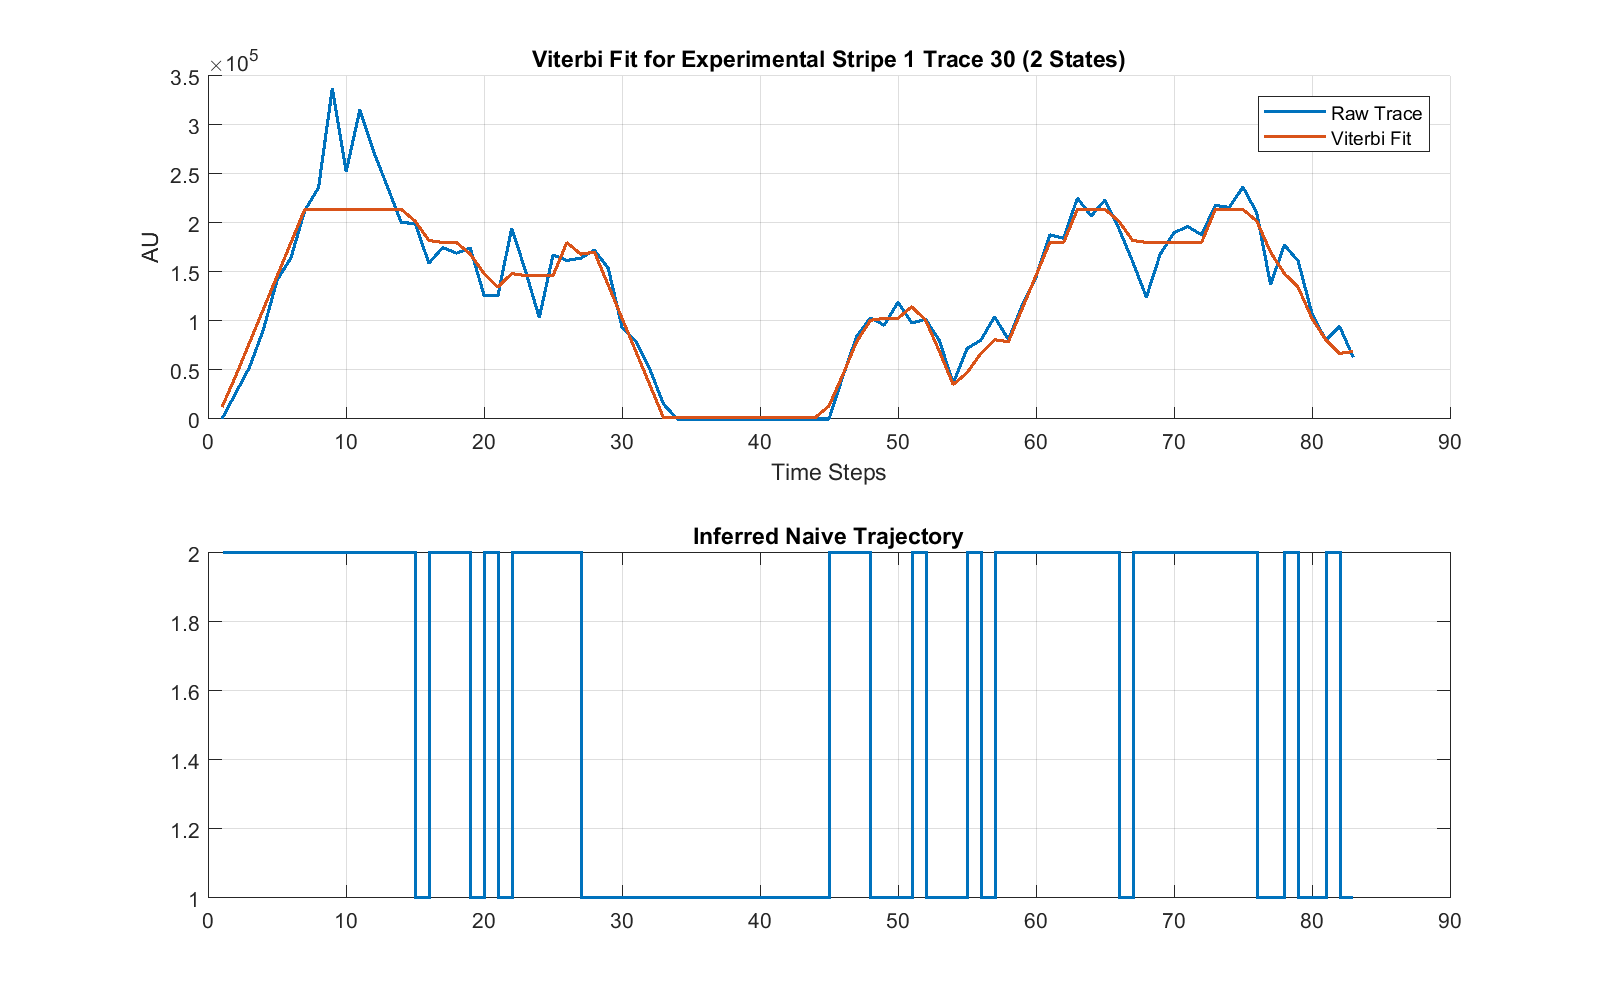 Viterbi Fit for Experimental Stripe 1 Trace 30 (2 States)
×10^5
3.5
3
2.5
2
1.5
1
0.5
0
AU
Raw Trace
Viterbi Fit
0 10 20 30 40 50 60 70 80 90
Time Steps
Inferred Naive Trajectory
2
1.8
1.6
1.4
1.2
1
0 10 20 30 40 50 60 70 80 90